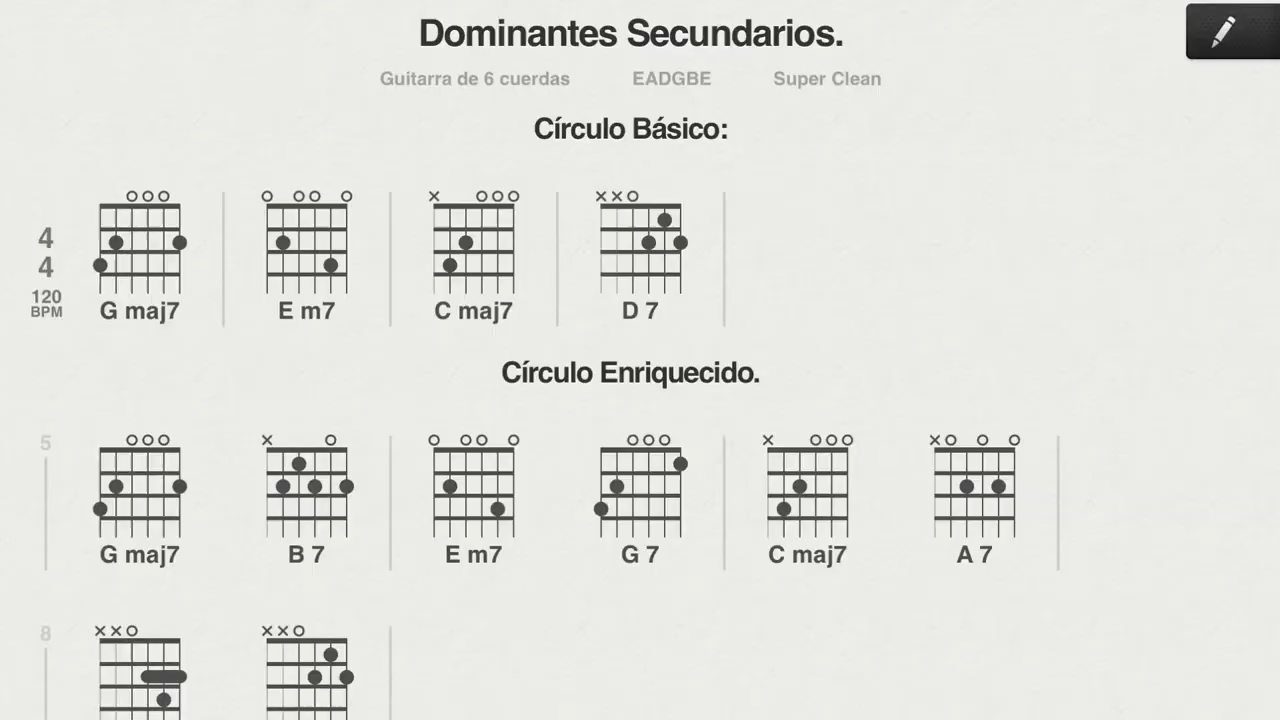 Dominantes Secundarios.
Guitarra de 6 cuerdas EADGBE Super Clean
Círculo Básico:
4
4
120
BPM
G maj7 E m7 C maj7 D 7
Círculo Enriquecido.
5
G maj7 B 7 E m7 G 7 C maj7 A 7
8